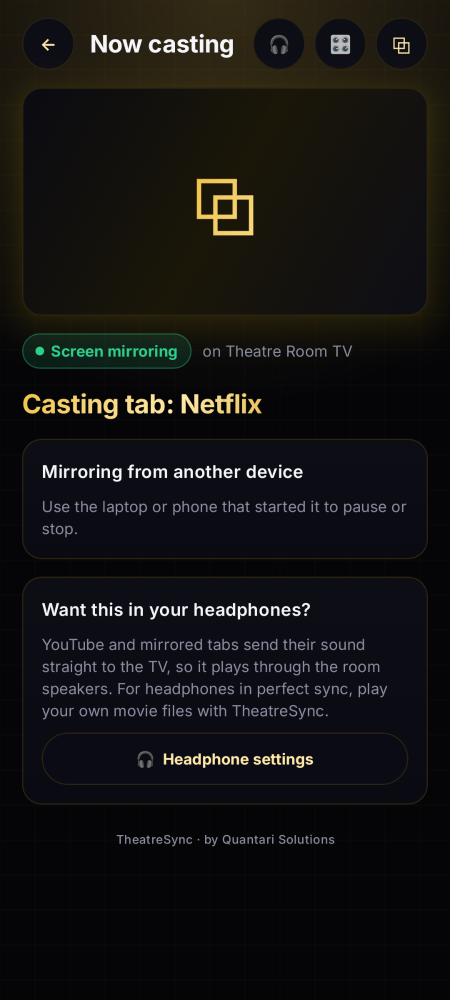 Now casting
Screen mirroring
on Theatre Room TV
Casting tab: Netflix
Mirroring from another device
Use the laptop or phone that started it to pause or
stop.
Want this in your headphones?
YouTube and mirrored tabs send their sound
straight to the TV, so it plays through the room
speakers. For headphones in perfect sync, play
your own movie files with TheatreSync.
Headphone settings
TheatreSync · by Quantari Solutions